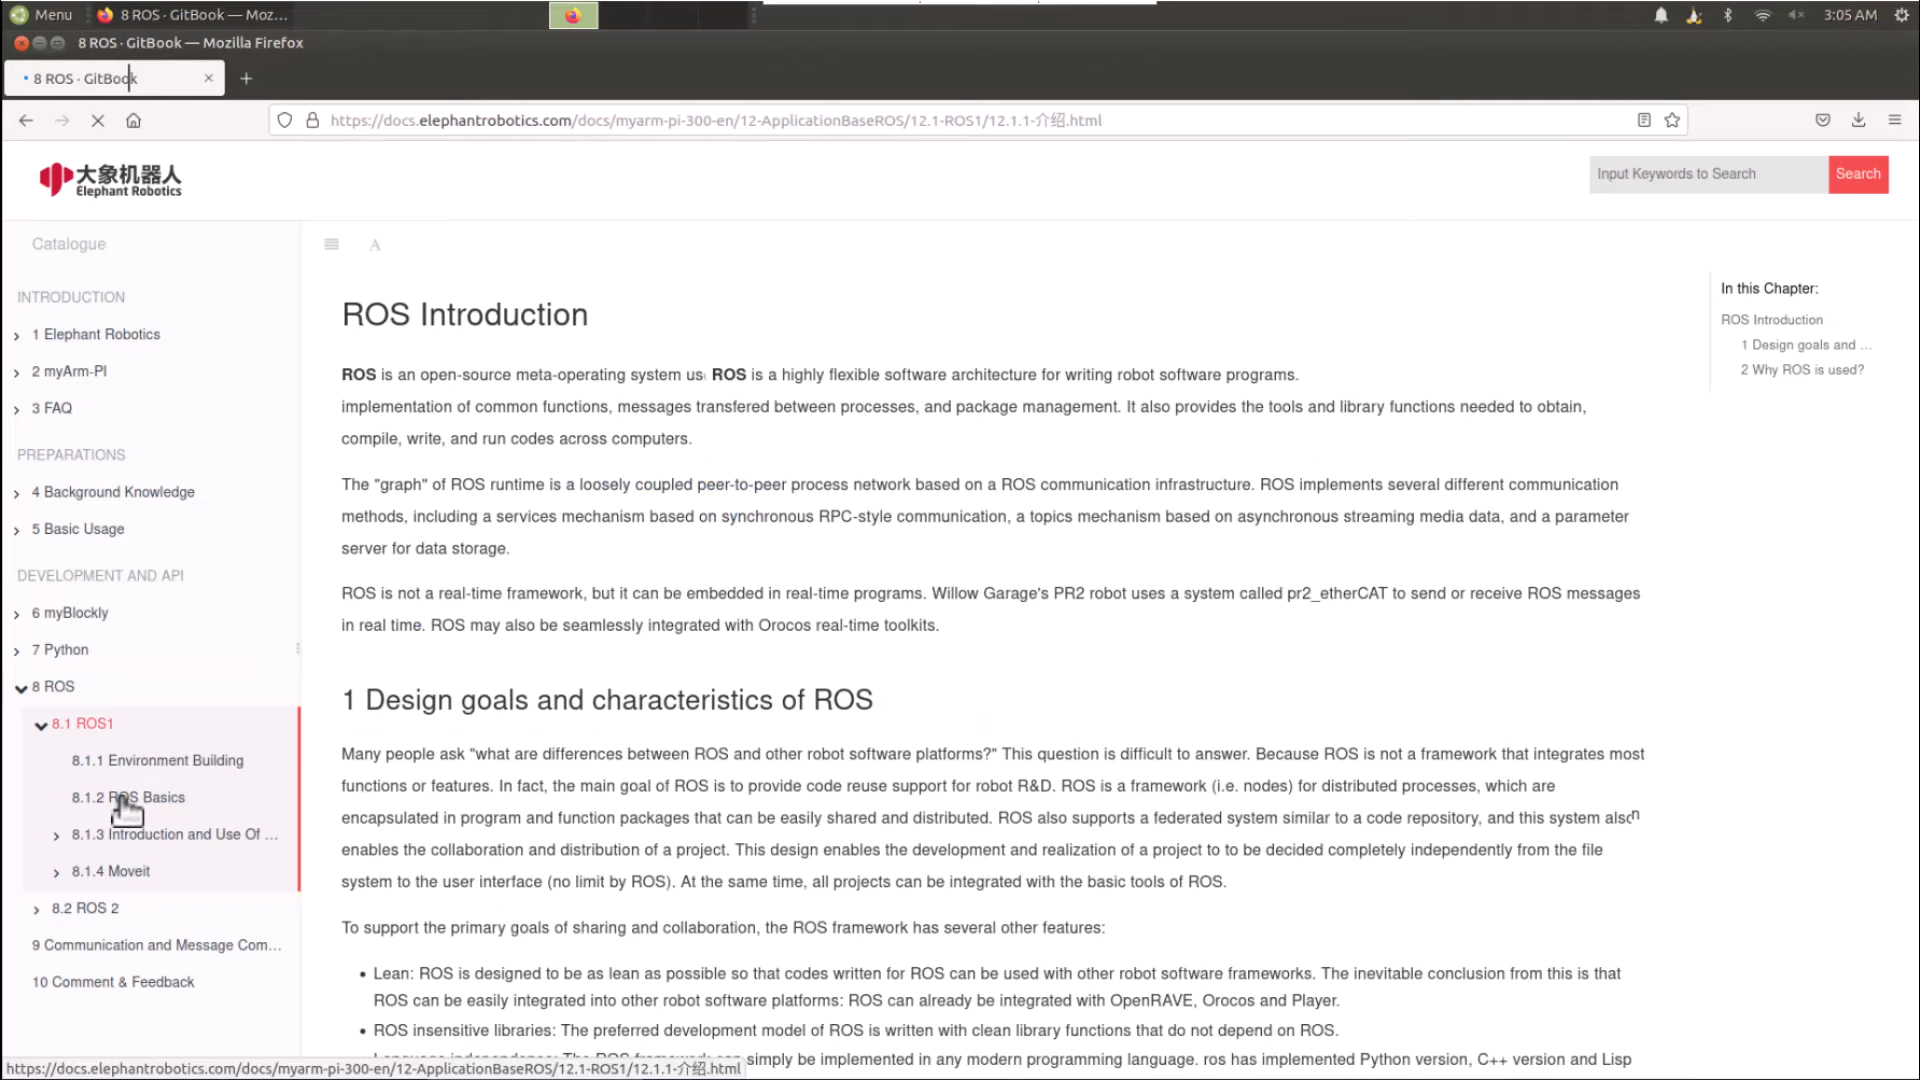 Menu
8 ROS · GitBook — Moz...
3:05 AM
8 ROS · GitBook — Mozilla Firefox
8 ROS · GitBook
https://docs.elephantrobotics.com/docs/myarm-pi-300-en/12-ApplicationBaseROS/12.1-ROS1/12.1.1-介绍.html
大象机器人
Elephant Robotics
Input Keywords to Search
Search
Catalogue
INTRODUCTION
1 Elephant Robotics
2 myArm-PI
3 FAQ
PREPARATIONS
4 Background Knowledge
5 Basic Usage
DEVELOPMENT AND API
6 myBlockly
7 Python
8 ROS
8.1 ROS1
8.1.1 Environment Building
8.1.2 ROS Basics
8.1.3 Introduction and Use Of ...
8.1.4 Moveit
8.2 ROS 2
9 Communication and Message Com...
10 Comment & Feedback
A
ROS Introduction
ROS is an open-source meta-operating system us ROS is a highly flexible software architecture for writing robot software programs.
implementation of common functions, messages transfered between processes, and package management. It also provides the tools and library functions needed to obtain,
compile, write, and run codes across computers.
The "graph" of ROS runtime is a loosely coupled peer-to-peer process network based on a ROS communication infrastructure. ROS implements several different communication
methods, including a services mechanism based on synchronous RPC-style communication, a topics mechanism based on asynchronous streaming media data, and a parameter
server for data storage.
ROS is not a real-time framework, but it can be embedded in real-time programs. Willow Garage's PR2 robot uses a system called pr2_etherCAT to send or receive ROS messages
in real time. ROS may also be seamlessly integrated with Orocos real-time toolkits.
1 Design goals and characteristics of ROS
Many people ask "what are differences between ROS and other robot software platforms?" This question is difficult to answer. Because ROS is not a framework that integrates most
functions or features. In fact, the main goal of ROS is to provide code reuse support for robot R&D. ROS is a framework (i.e. nodes) for distributed processes, which are
encapsulated in program and function packages that can be easily shared and distributed. ROS also supports a federated system similar to a code repository, and this system also
enables the collaboration and distribution of a project. This design enables the development and realization of a project to to be decided completely independently from the file
system to the user interface (no limit by ROS). At the same time, all projects can be integrated with the basic tools of ROS.
To support the primary goals of sharing and collaboration, the ROS framework has several other features:
• Lean: ROS is designed to be as lean as possible so that codes written for ROS can be used with other robot software frameworks. The inevitable conclusion from this is that
ROS can be easily integrated into other robot software platforms: ROS can already be integrated with OpenRAVE, Orocos and Player.
• ROS insensitive libraries: The preferred development model of ROS is written with clean library functions that do not depend on ROS.
simply be implemented in any modern programming language. ros has implemented Python version, C++ version and Lisp
In this Chapter:
ROS Introduction
1 Design goals and ...
2 Why ROS is used?
https://docs.elephantrobotics.com/docs/myarm-pi-300-en/12-ApplicationBaseROS/12.1-ROS1/12.1.1-介绍.html